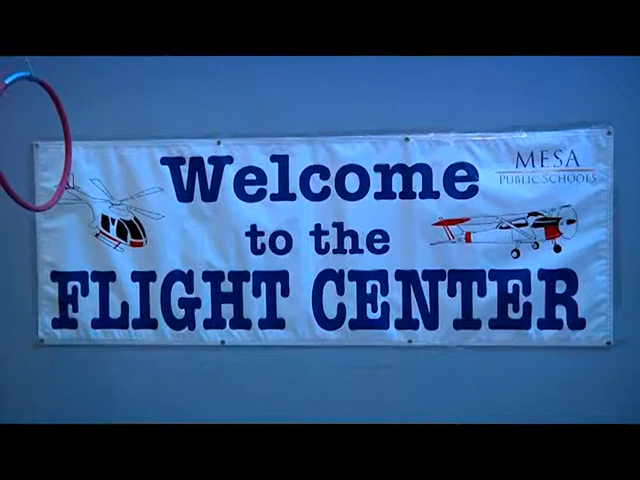 MESA
PUBLIC SCHOOLS
Welcome
to the
FLIGHT CENTER